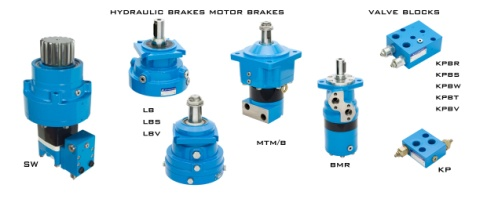 HYDRAULIC BRAKES MOTOR BRAKES
VALVE BLOCKS
KPBR
KPBS
KPBW
KPBT
KPBV
LB
LBS
LBV
MTM/B
SW
BMR
KP